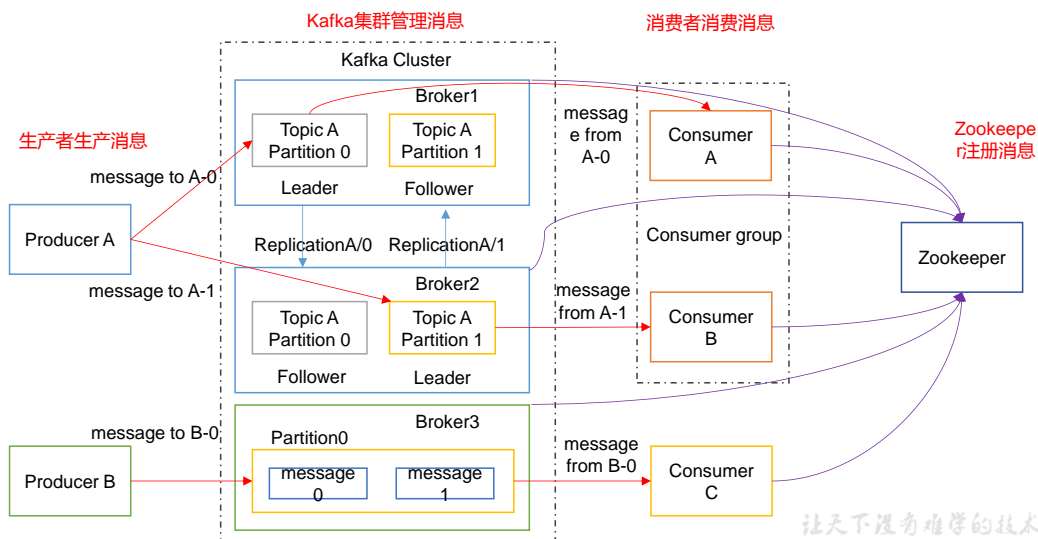 Kafka集群管理消息
消费者消费消息
Kafka Cluster
Broker1
Topic A
Partition 0
Topic A
Partition 1
Leader
Follower
生产者生产消息
message to A-0
Producer A
message to A-1
ReplicationA/0
ReplicationA/1
Broker2
Topic A
Partition 0
Topic A
Partition 1
Follower
Leader
messag
e from
A-0
Consumer
A
Consumer group
message
from A-1
Consumer
B
Zookeepe
r注册消息
Zookeeper
message to B-0
Producer B
Broker3
Partition0
message
0
message
1
message
from B-0
Consumer
C
让天下没有难学的技术